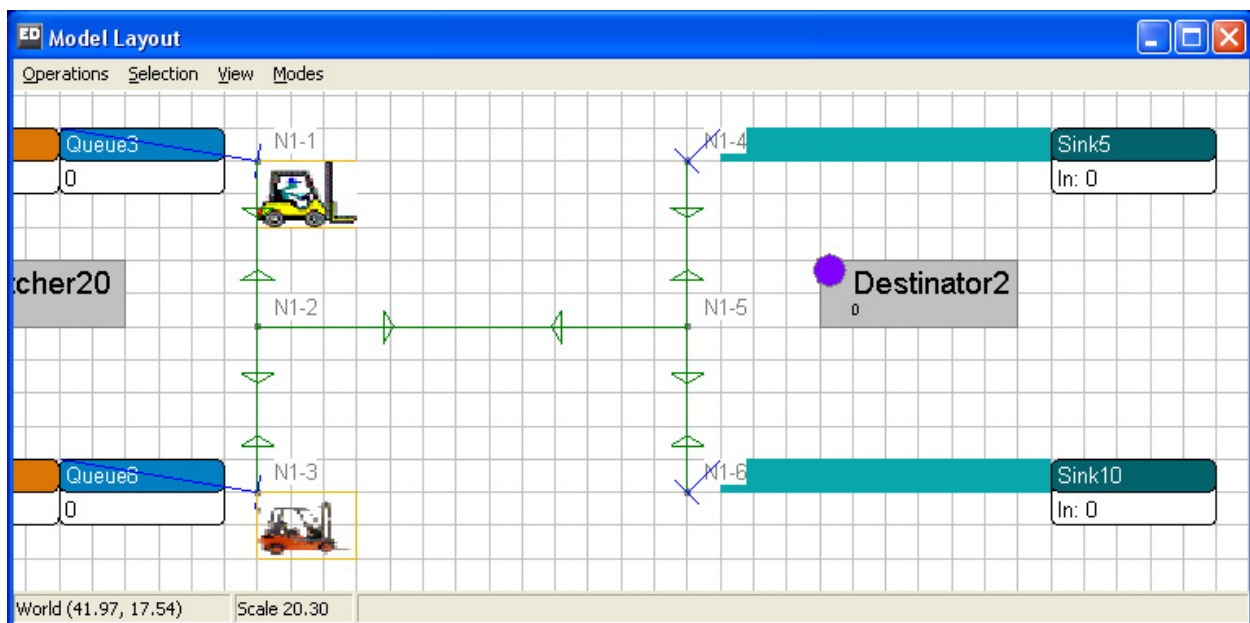 ED Model Layout
Operations Selection View Modes
Queue3 N1-1 N1-4 Sink5
0 In: 0
tcher20 Destinator2
0
N1-2 N1-5
Queue8 N1-3 N1-6 Sink10
0 In: 0
World (41.97, 17.54) Scale 20.30